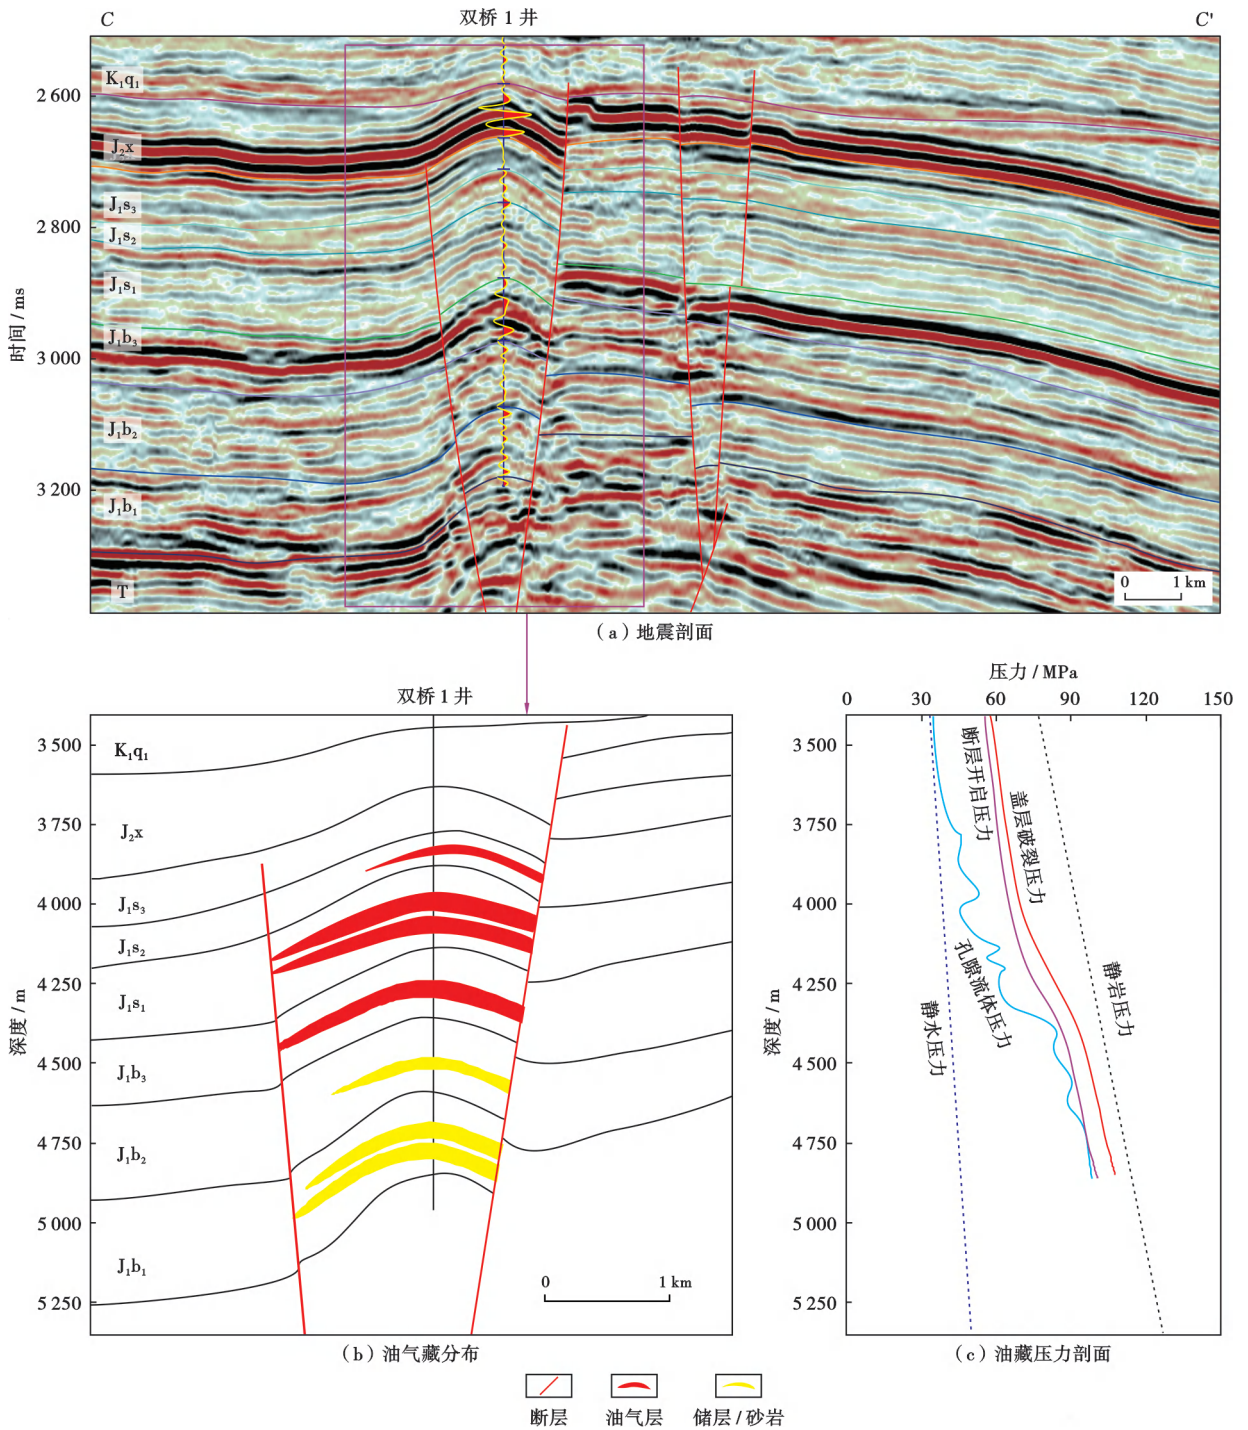 C
双桥 1 井
C'
K₁q₁
2 600
J₂x
J₁s₃
2 800
J₁s₂
J₁s₁
时间 / ms
J₁b₃
3 000
J₁b₂
3 200
J₁b₁
T
0 1 km
（a）地震剖面
双桥 1 井
K₁q₁
3 500
J₂x
3 750
J₁s₃
4 000
J₁s₂
4 250
J₁s₁
深度 / m
4 500
J₁b₃
4 750
J₁b₂
5 000
J₁b₁
5 250
0 1 km
（b）油气藏分布
压力 / MPa
0 30 60 90 120 150
3 500
3 750
4 000
4 250
4 500
4 750
5 000
5 250
深度 / m
断层开启压力
盖层破裂压力
孔隙流体压力
静水压力
静岩压力
（c）油藏压力剖面
断层 油气层 储层 / 砂岩